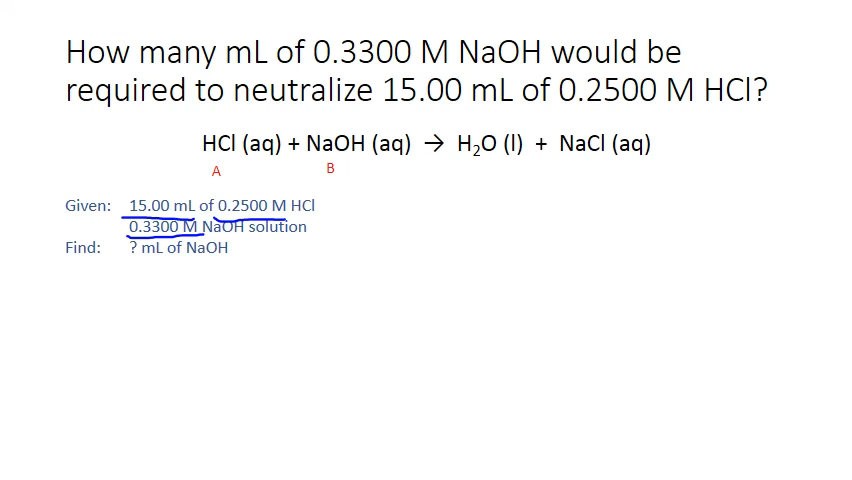 How many mL of 0.3300 M NaOH would be
required to neutralize 15.00 mL of 0.2500 M HCl?
HCl (aq) + NaOH (aq) → H₂O (l) + NaCl (aq)
A B
Given: 15.00 mL of 0.2500 M HCl
0.3300 M NaOH solution
Find: ? mL of NaOH